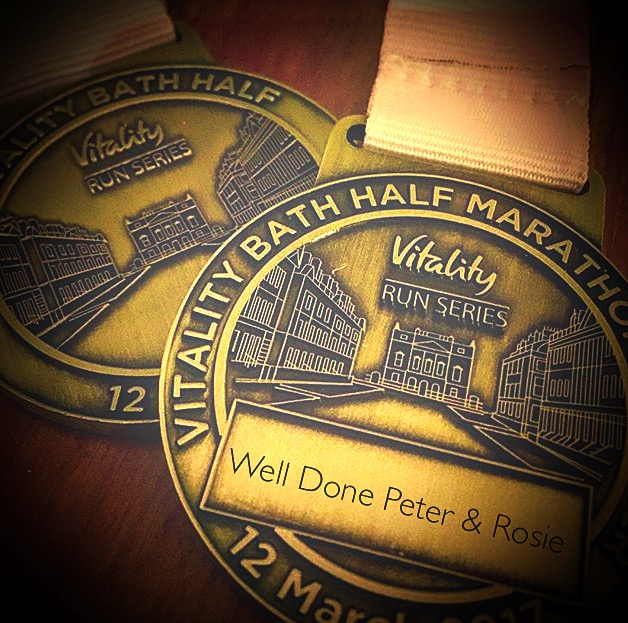 VITALITY BATH HALF
Vitality
RUN SERIES
12
VITALITY BATH HALF MARATHON
Vitality
RUN SERIES
Well Done Peter & Rosie
12 March 2017